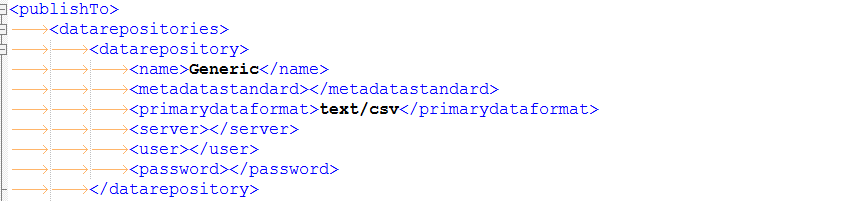 <publishTo>
<datarepositories>
<datarepository>
<name>Generic</name>
<metadatastandard></metadatastandard>
<primarydataformat>text/csv</primarydataformat>
<server></server>
<user></user>
<password></password>
</datarepository>